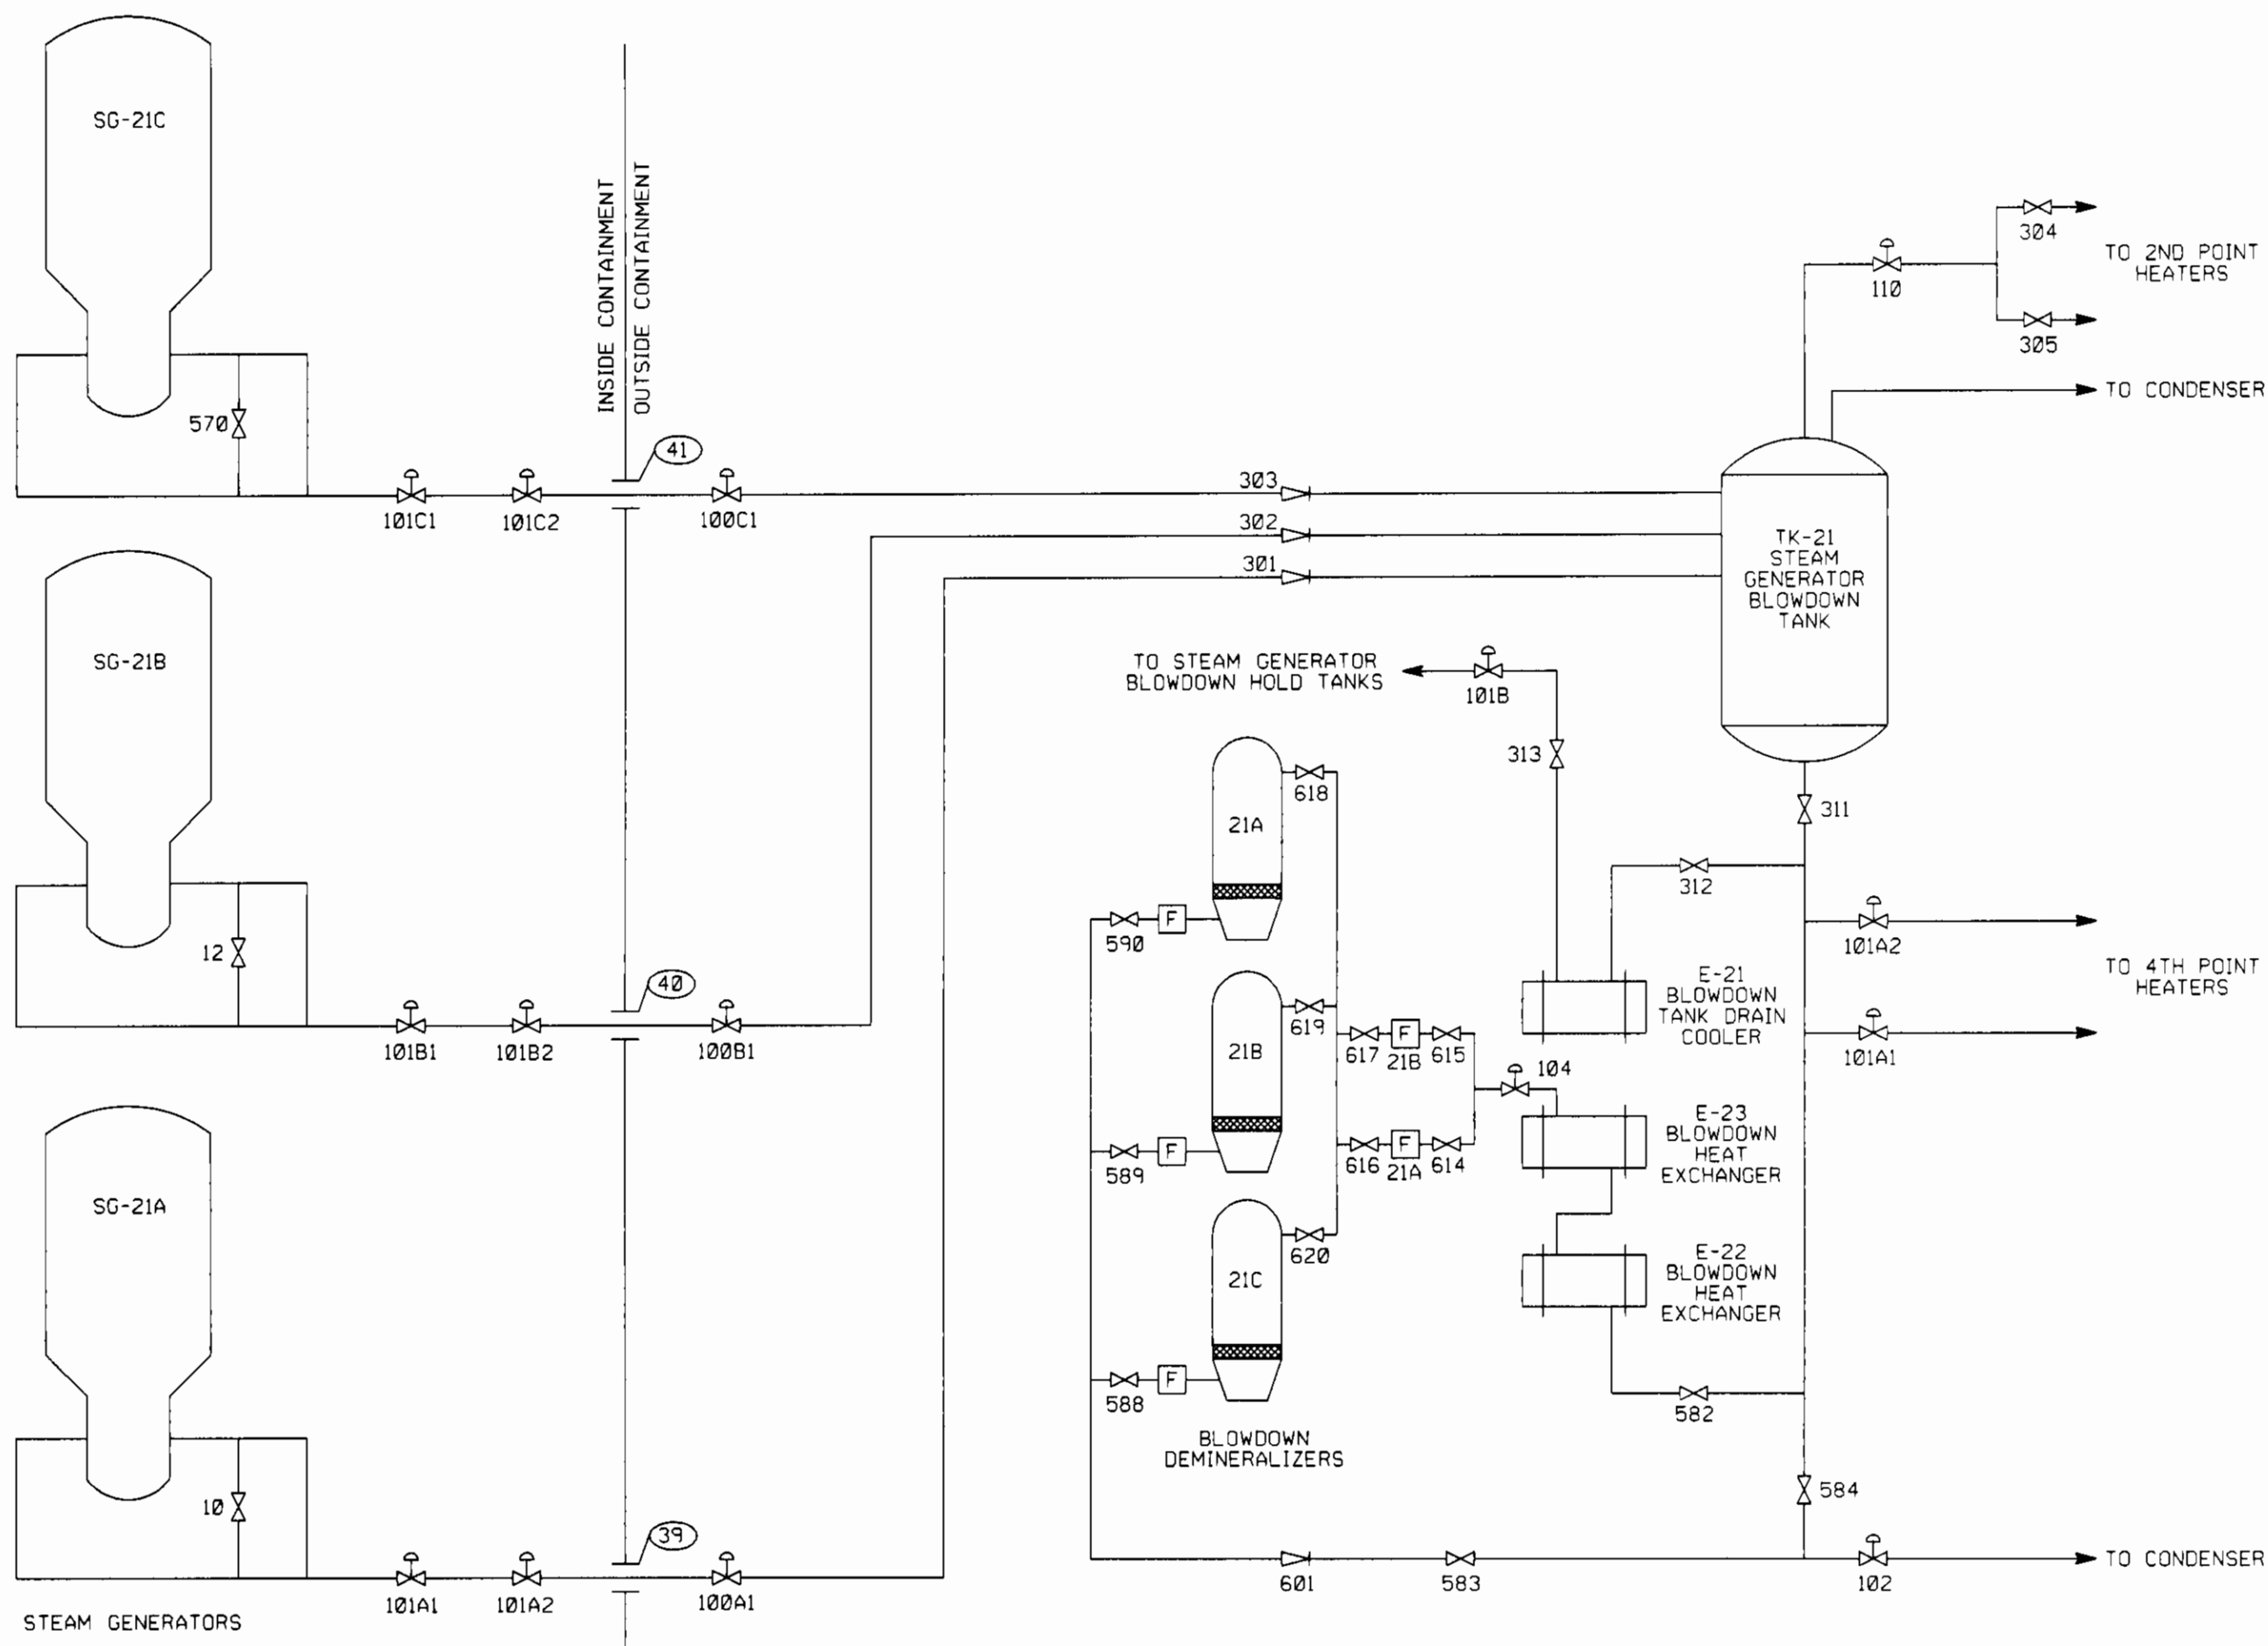 SG-21C
INSIDE CONTAINMENT
OUTSIDE CONTAINMENT
304
TO 2ND POINT
HEATERS
110
305
TO CONDENSER
570
41
101C1
101C2
100C1
303
302
301
TK-21
STEAM
GENERATOR
BLOWDOWN
TANK
SG-21B
TO STEAM GENERATOR
BLOWDOWN HOLD TANKS
101B
313
618
311
21A
312
590
F
101A2
12
40
TO 4TH POINT
HEATERS
E-21
BLOWDOWN
TANK DRAIN
COOLER
101B1
101B2
100B1
619
21B
617
F
21B
615
101A1
104
589
F
616
F
21A
614
E-23
BLOWDOWN
HEAT
EXCHANGER
SG-21A
620
21C
E-22
BLOWDOWN
HEAT
EXCHANGER
588
F
582
BLOWDOWN
DEMINERALIZERS
584
10
39
101A1
101A2
100A1
601
583
102
TO CONDENSER
STEAM GENERATORS